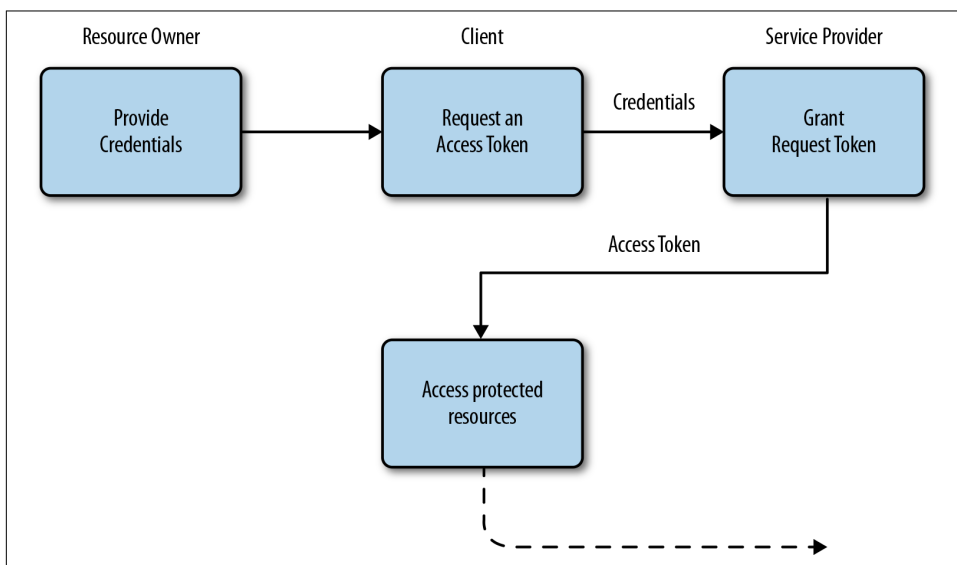 Resource Owner
Client
Service Provider
Provide
Credentials
Request an
Access Token
Credentials
Grant
Request Token
Access Token
Access protected
resources